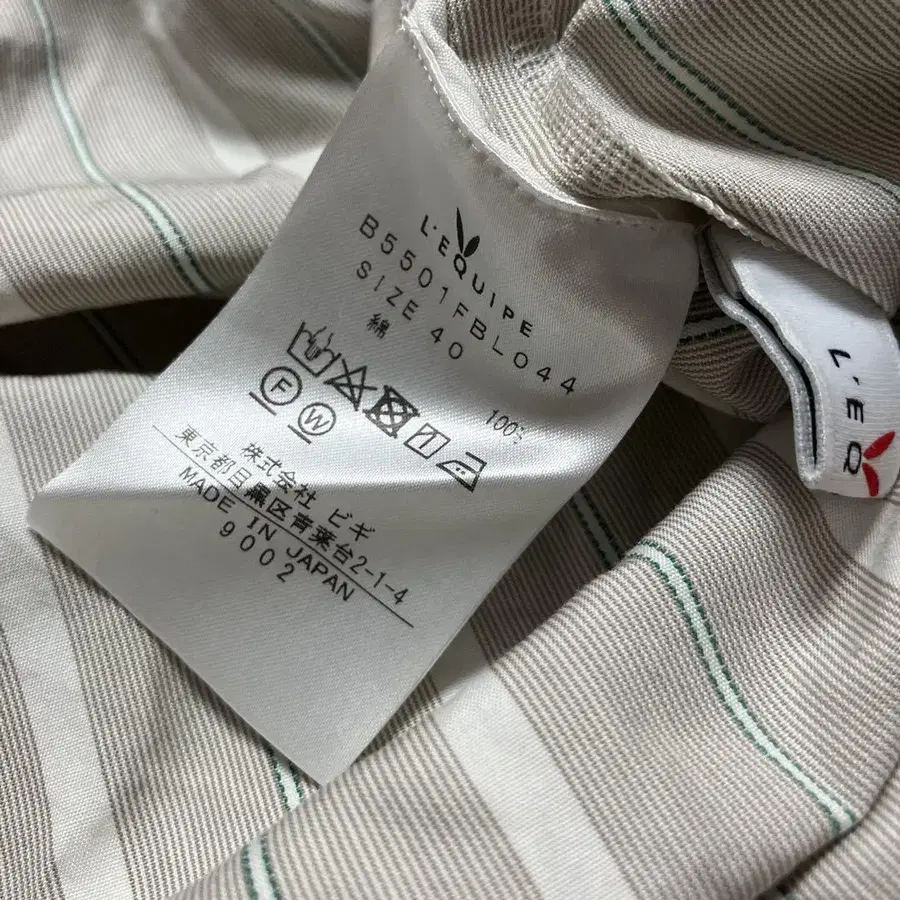 L'EQUIPE
B5501FBL044
SIZE 40
綿 100%
F
W
株式会社 ビギ
東京都目黒区青葉台2-1-4
MADE IN JAPAN
9002
L'EQ